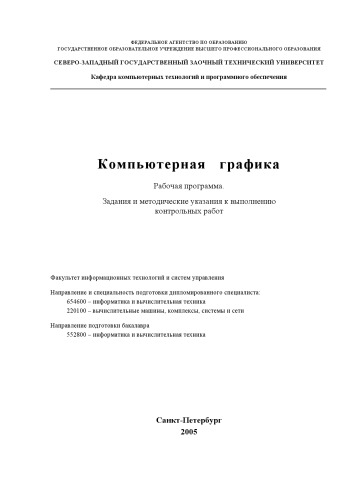 ФЕДЕРАЛЬНОЕ АГЕНТСТВО ПО ОБРАЗОВАНИЮ
ГОСУДАРСТВЕННОЕ ОБРАЗОВАТЕЛЬНОЕ УЧРЕЖДЕНИЕ ВЫСШЕГО ПРОФЕССИОНАЛЬНОГО ОБРАЗОВАНИЯ
СЕВЕРО-ЗАПАДНЫЙ ГОСУДАРСТВЕННЫЙ ЗАОЧНЫЙ ТЕХНИЧЕСКИЙ УНИВЕРСИТЕТ
Кафедра компьютерных технологий и программного обеспечения
Компьютерная графика
Рабочая программа
Задания и методические указания к выполнению
контрольных работ
Факультет информационных технологий и систем управления
Направление и специальность подготовки дипломированного специалиста:
654600 – информатика и вычислительная техника
220100 – вычислительные машины, комплексы, системы и сети
Направление подготовки бакалавра
552800 – информатика и вычислительная техника
Санкт-Петербург
2005